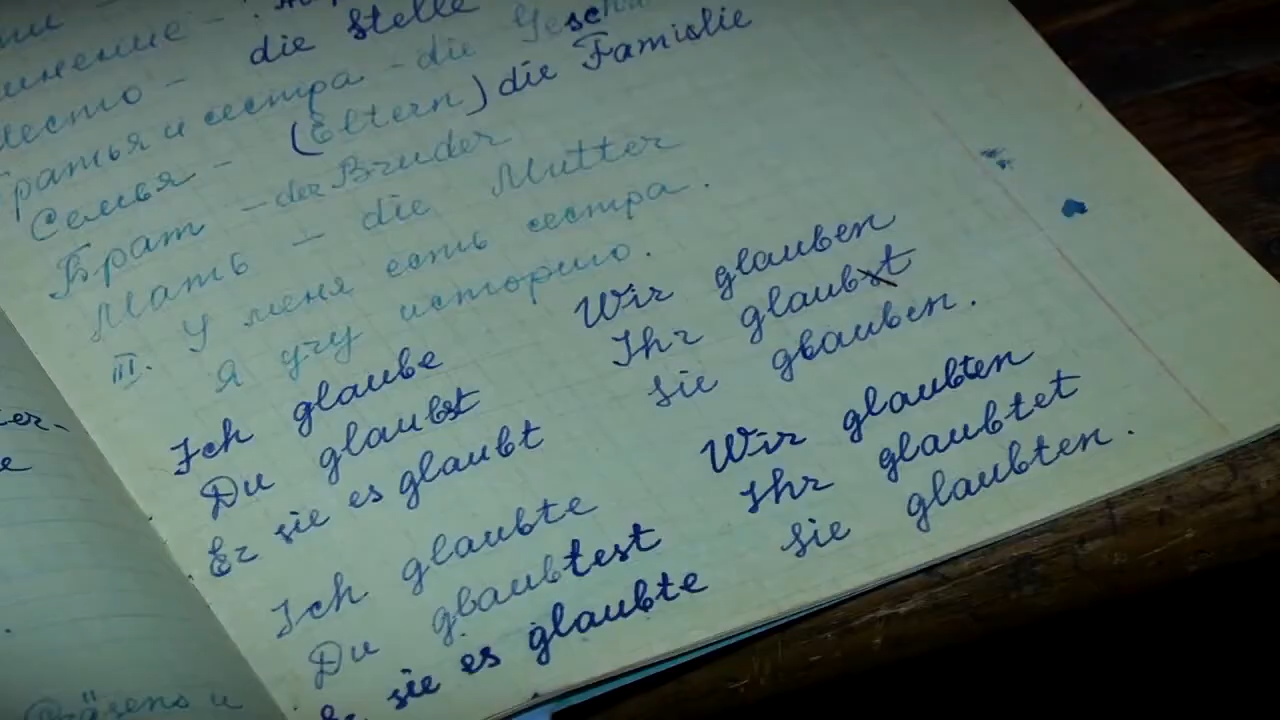 die Stelle
место -
братья и сестра - die
Семья - (Eltern) die Familie
Брат - der Bruder
Мать - die Mutter
III. У меня есть сестра.
Я учу историю.
Ich glaube Wir glauben
Du glaubst Ihr glaubt
Er sie es glaubt Sie glauben.
Ich glaubte Wir glaubten
Du glaubtest Ihr glaubtet
sie es glaubte Sie glaubten.